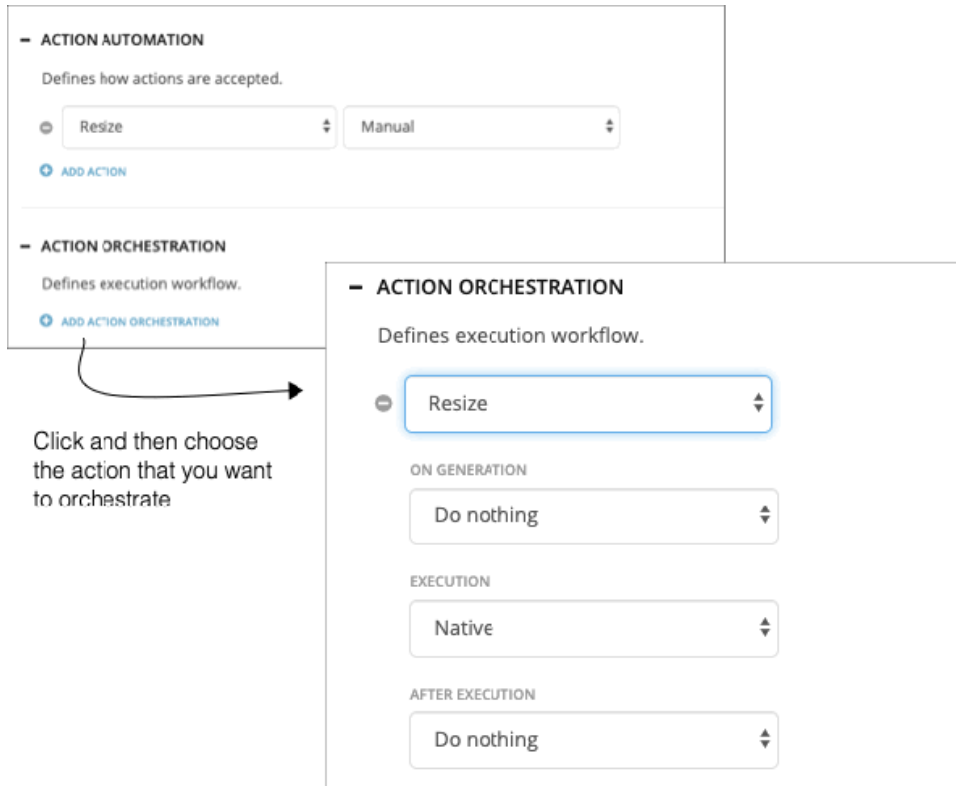 ACTION AUTOMATION
Defines how actions are accepted.
Resize
Manual
ADD ACTION
ACTION ORCHESTRATION
Defines execution workflow.
ADD ACTION ORCHESTRATION
Click and then choose
the action that you want
to orchestrate
ACTION ORCHESTRATION
Defines execution workflow.
Resize
ON GENERATION
Do nothing
EXECUTION
Native
AFTER EXECUTION
Do nothing